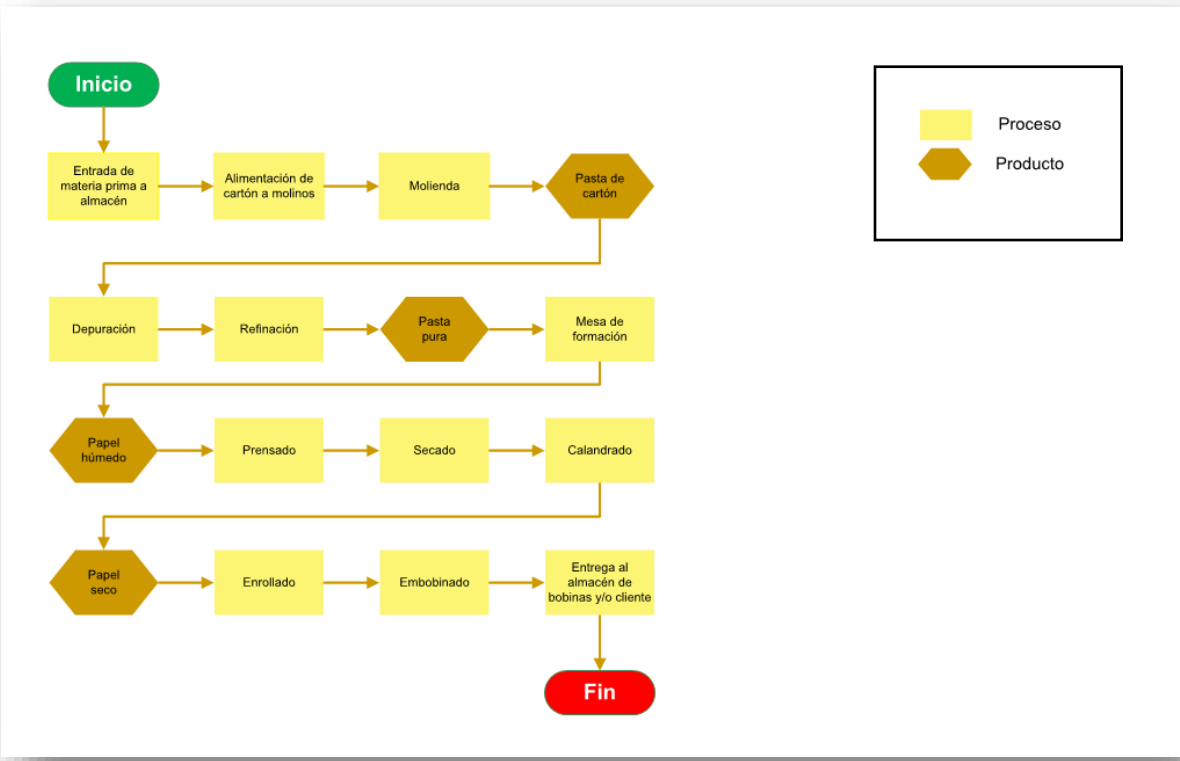 Inicio
Proceso
Producto
Entrada de
materia prima a
almacén
Alimentación de
cartón a molinos
Molienda
Pasta de
cartón
Depuración
Refinación
Pasta
pura
Mesa de
formación
Papel
húmedo
Prensado
Secado
Calandrado
Papel
seco
Enrollado
Embobinado
Entrega al
almacén de
bobinas y/o cliente
Fin